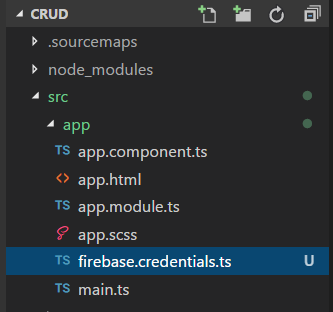 CRUD
.sourcemaps
node_modules
src
app
TS app.component.ts
<> app.html
TS app.module.ts
app.scss
TS firebase.credentials.ts U
TS main.ts